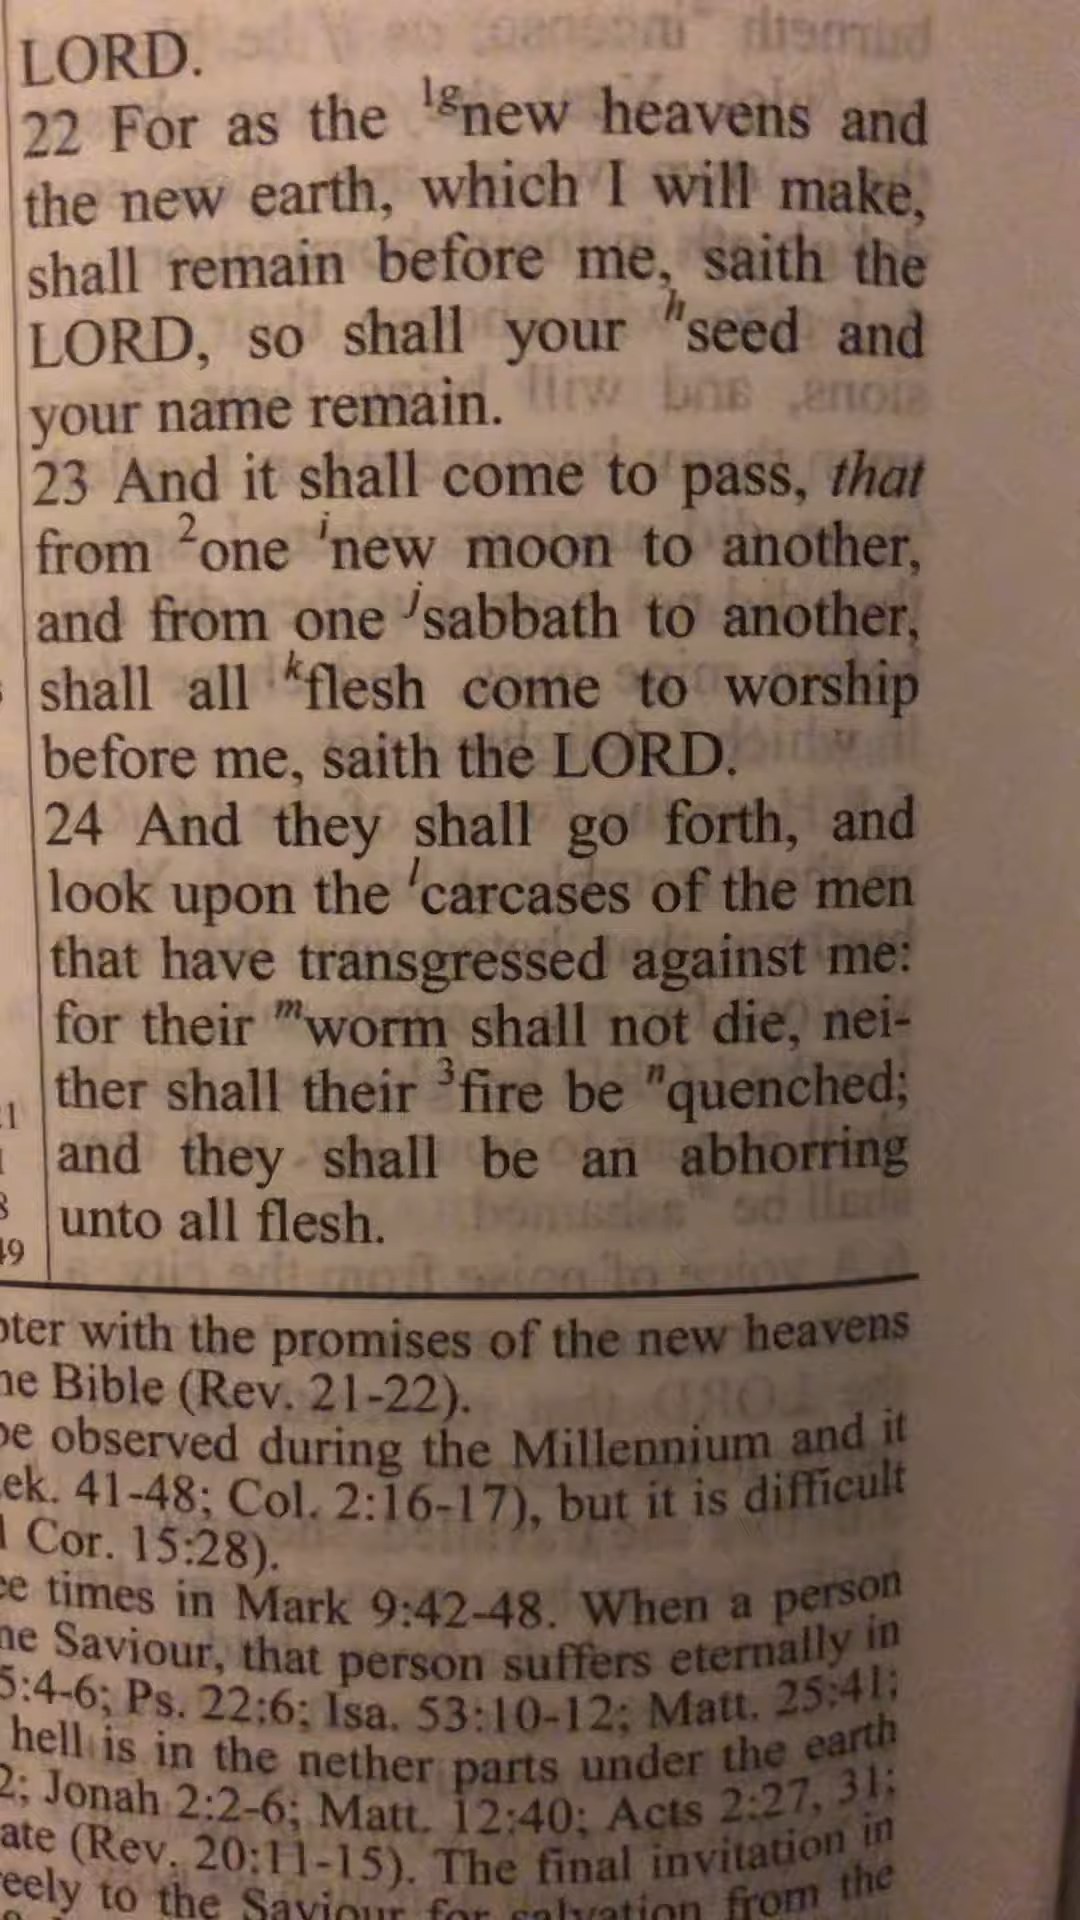 LORD.
22 For as the ¹ᵍnew heavens and
the new earth, which I will make,
shall remain before me, saith the
LORD, so shall your ʰseed and
your name remain.
23 And it shall come to pass, that
from ²one ⁱnew moon to another,
and from one ʲsabbath to another,
shall all ᵏflesh come to worship
before me, saith the LORD.
24 And they shall go forth, and
look upon the ˡcarcases of the men
that have transgressed against me:
for their ᵐworm shall not die, nei-
ther shall their ³fire be ⁿquenched;
and they shall be an abhorring
unto all flesh.
with the promises of the new heavens
Bible (Rev. 21-22).
observed during the Millennium and it
41-48; Col. 2:16-17), but it is difficult
Cor. 15:28).
times in Mark 9:42-48. When a person
Saviour, that person suffers eternally in
5:4-6; Ps. 22:6; Isa. 53:10-12; Matt. 25:41;
hell is in the nether parts under the earth
2; Jonah 2:2-6; Matt. 12:40; Acts 2:27, 31;
(Rev. 20:11-15). The final invitation in
to the Saviour for salvation from the